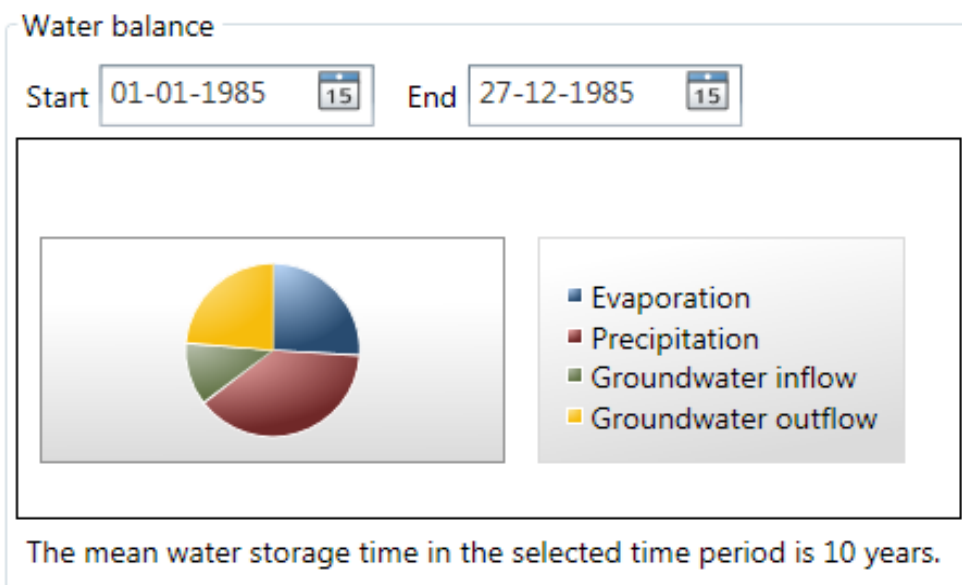 Water balance
Start 01-01-1985 15 End 27-12-1985 15
Evaporation
Precipitation
Groundwater inflow
Groundwater outflow
The mean water storage time in the selected time period is 10 years.